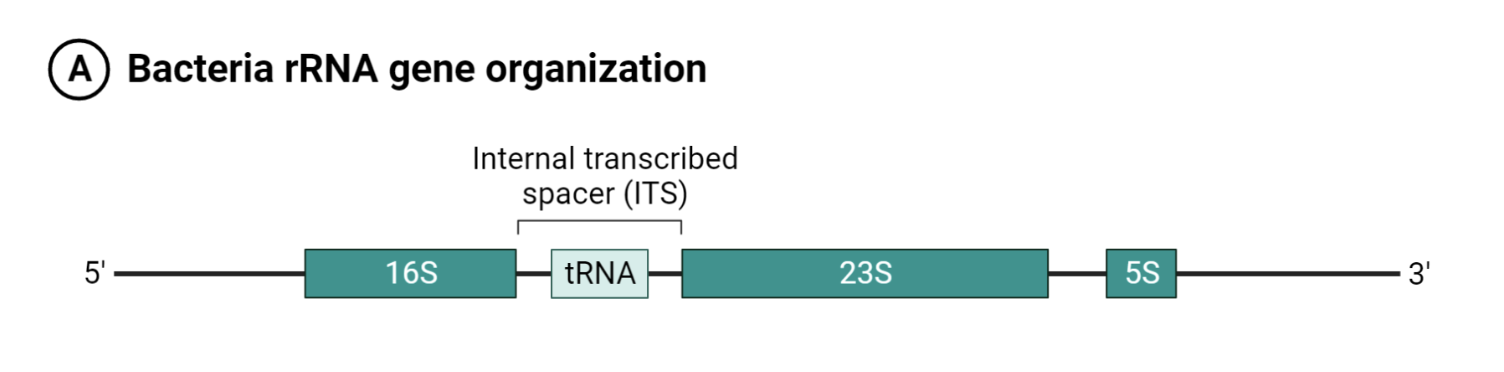 A Bacteria rRNA gene organization
Internal transcribed
spacer (ITS)
5' 16S tRNA 23S 5S 3'